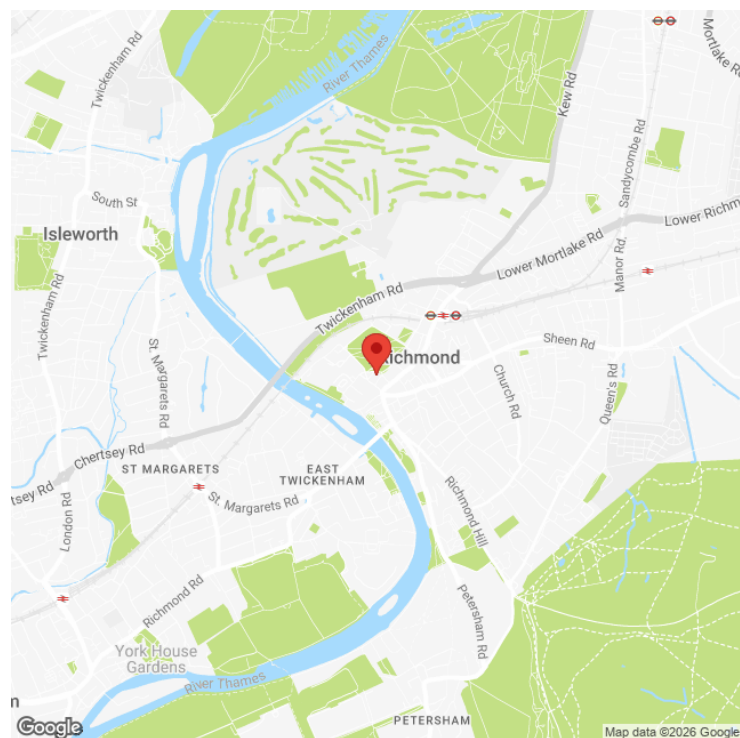 River Thames
Kew Rd
Mortlake Rd
Twickenham Rd
Sandycombe Rd
South St
Isleworth
Lower Richm
Lower Mortlake Rd
Manor Rd
Twickenham Rd
Twickenham Rd
Richmond
Sheen Rd
St. Margarets Rd
Church Rd
Queen's Rd
Chertsey Rd
ST MARGARETS
EAST
TWICKENHAM
tsey Rd
St. Margarets Rd
London Rd
Richmond Hill
Richmond Rd
Petersham Rd
York House
Gardens
River Thames
m
PETERSHAM
Google
Map data ©2026 Google